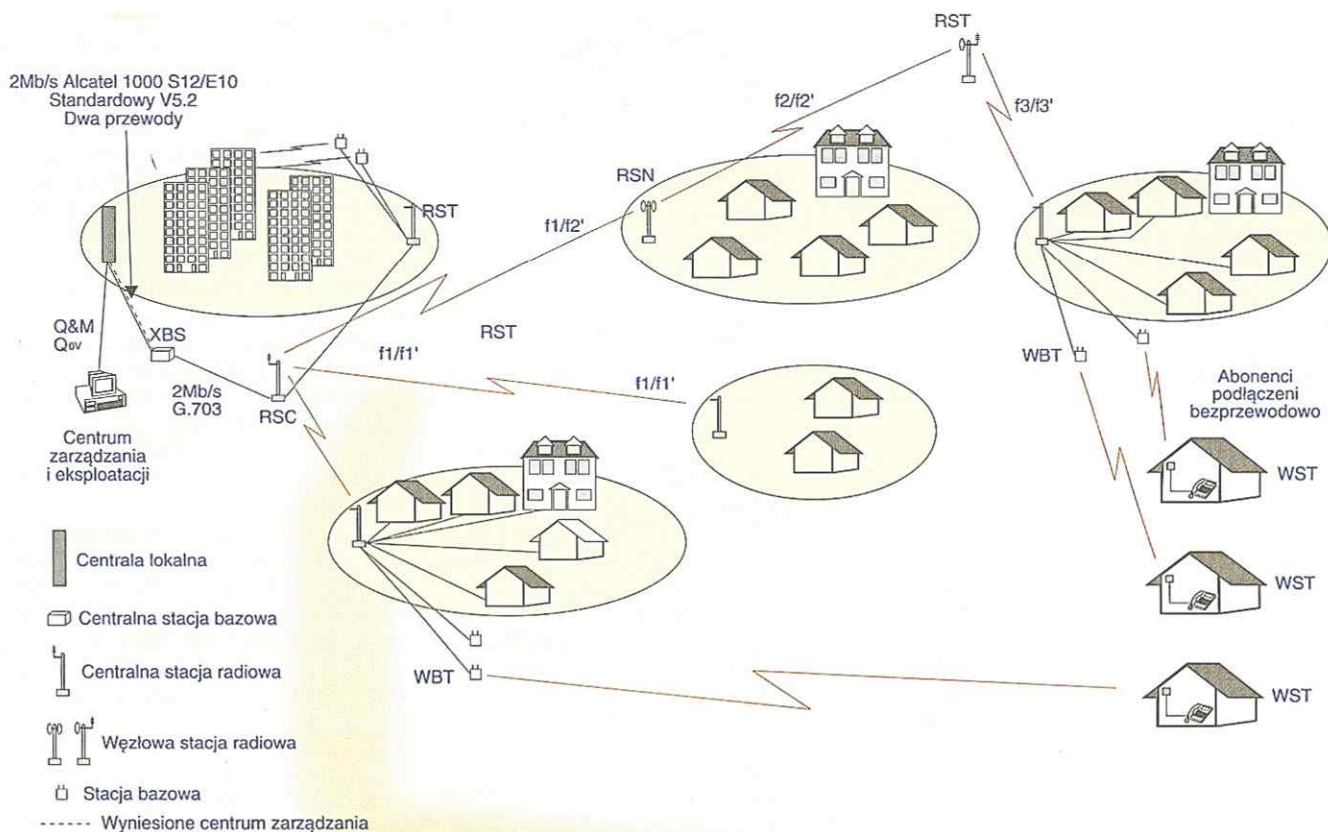 RST
2Mb/s Alcatel 1000 S12/E10
Standardowy V5.2
Dwa przewody
f2/f2'
f3/f3'
RSN
RST
f1/f2'
Q&M
Qov
XBS
RST
f1/f1'
f1/f1'
2Mb/s
G.703
RSC
WBT
Abonenci
podłączeni
bezprzewodowo
Centrum
zarządzania
i eksploatacji
WST
Centrala lokalna
WST
Centralna stacja bazowa
Centralna stacja radiowa
WBT
WST
Węzłowa stacja radiowa
Stacja bazowa
Wyniesione centrum zarządzania